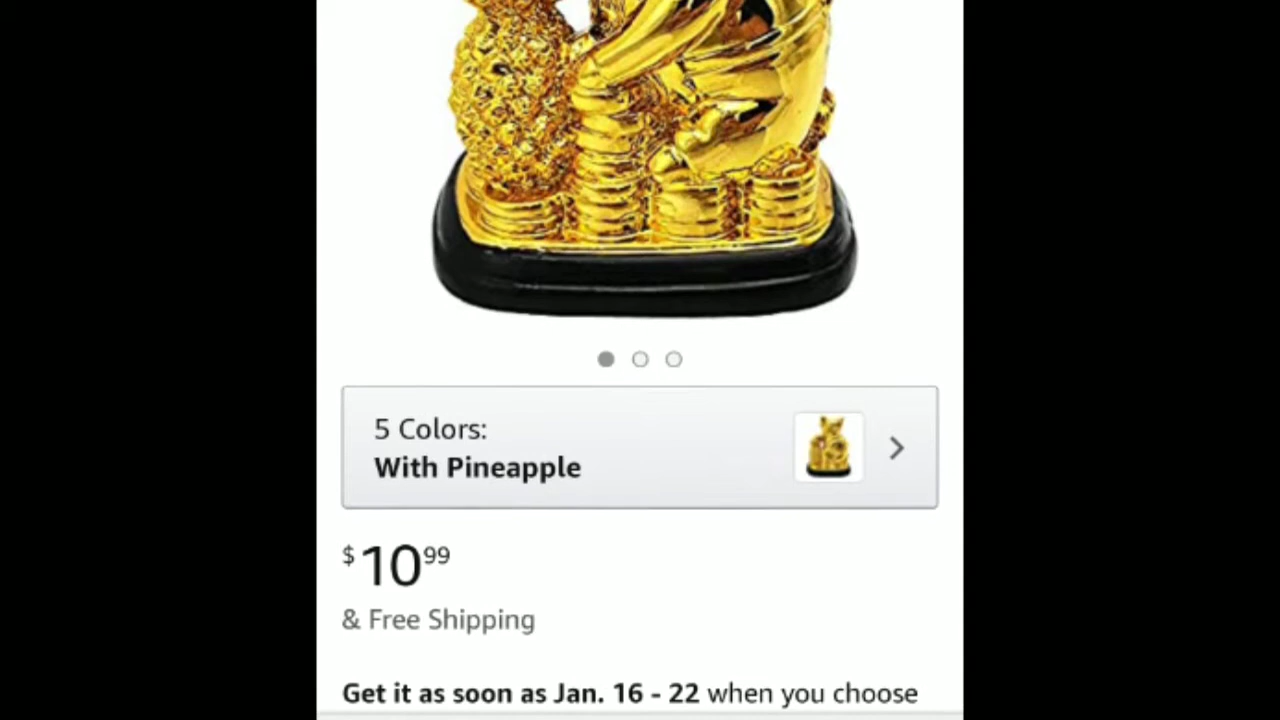 5 Colors:
With Pineapple
$10.99
& Free Shipping
Get it as soon as Jan. 16 - 22 when you choose